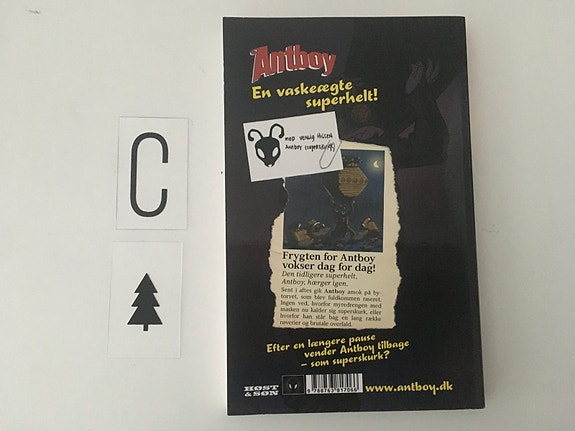 C
Antboy
En vaskeægte
superhelt!
med venlig hilsen
Antboy (superskurk)
Frygten for Antboy
vokser dag for dag!
Den tidligere superhelt,
Antboy, hærger igen.
Sent i aftes gik Antboy amok på by-
torvet, som blev fuldkommen raseret.
Ingen ved, hvorfor myredrengen med
masken nu kalder sig superskurk, eller
hvorfor han står bag en lang række
røverier og brutale overfald.
Efter en længere pause
vender Antboy tilbage
– som superskurk?
HØST
& SØN
9 788763 817066
www.antboy.dk